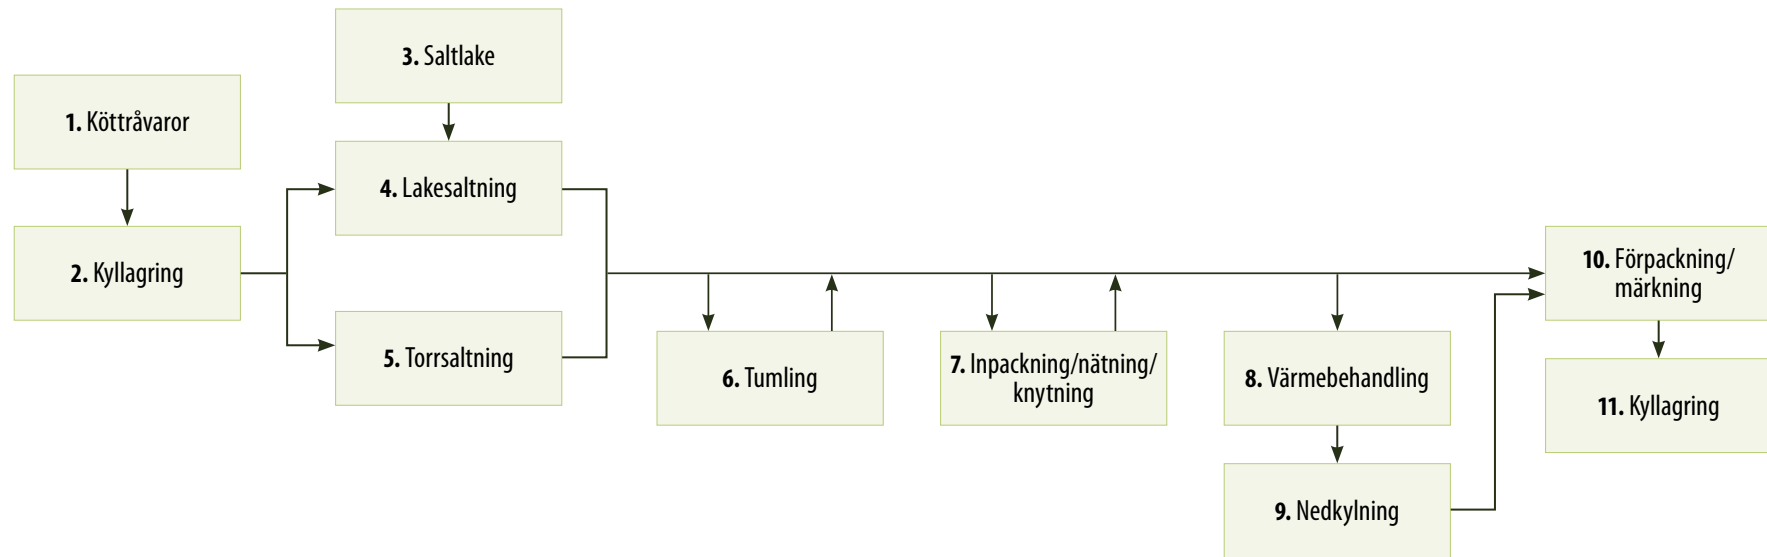 1. Köttråvaror
2. Kyllagring
3. Saltlake
4. Lakesaltning
5. Torrsaltning
6. Tumling
7. Inpackning/nätning/
knytning
8. Värmebehandling
9. Nedkylning
10. Förpackning/
märkning
11. Kyllagring